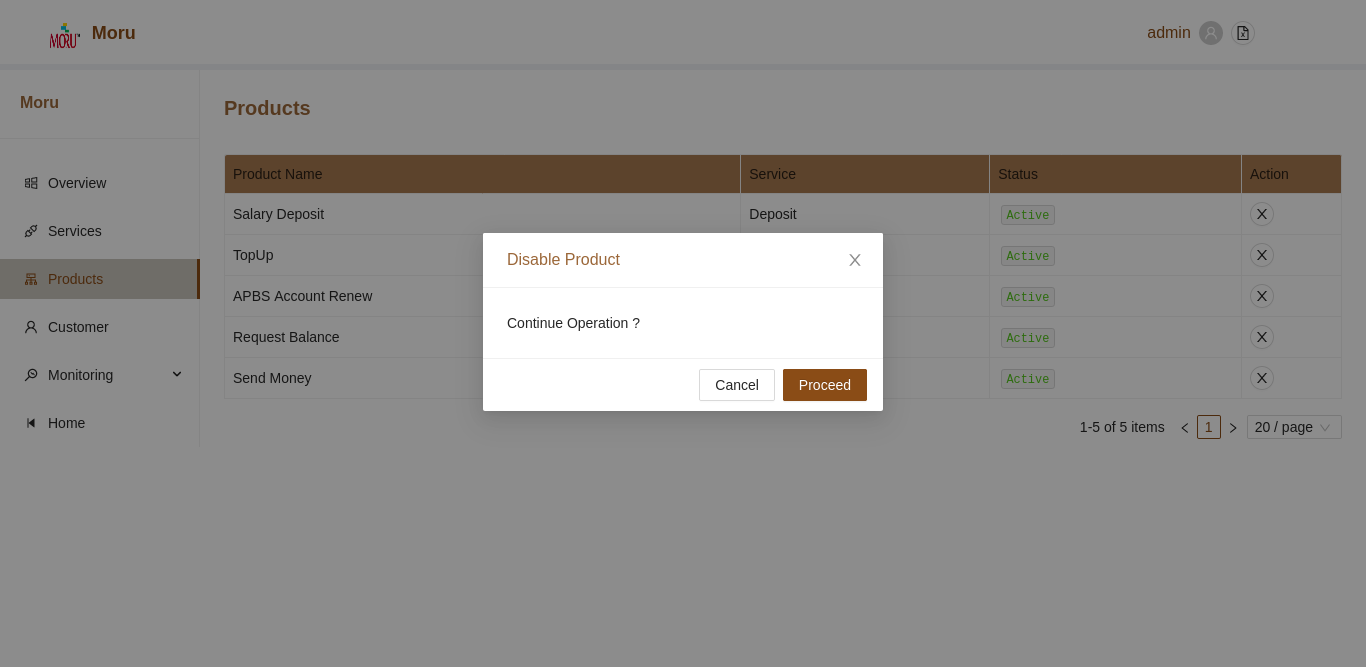 MORU Moru
admin
Moru
Products
Overview
Services
Products
Customer
Monitoring
Home
Product Name Service Status Action
Salary Deposit Deposit Active
TopUp Active
APBS Account Renew Active
Request Balance Active
Send Money Active
1-5 of 5 items 1 20 / page
Disable Product
Continue Operation ?
Cancel Proceed